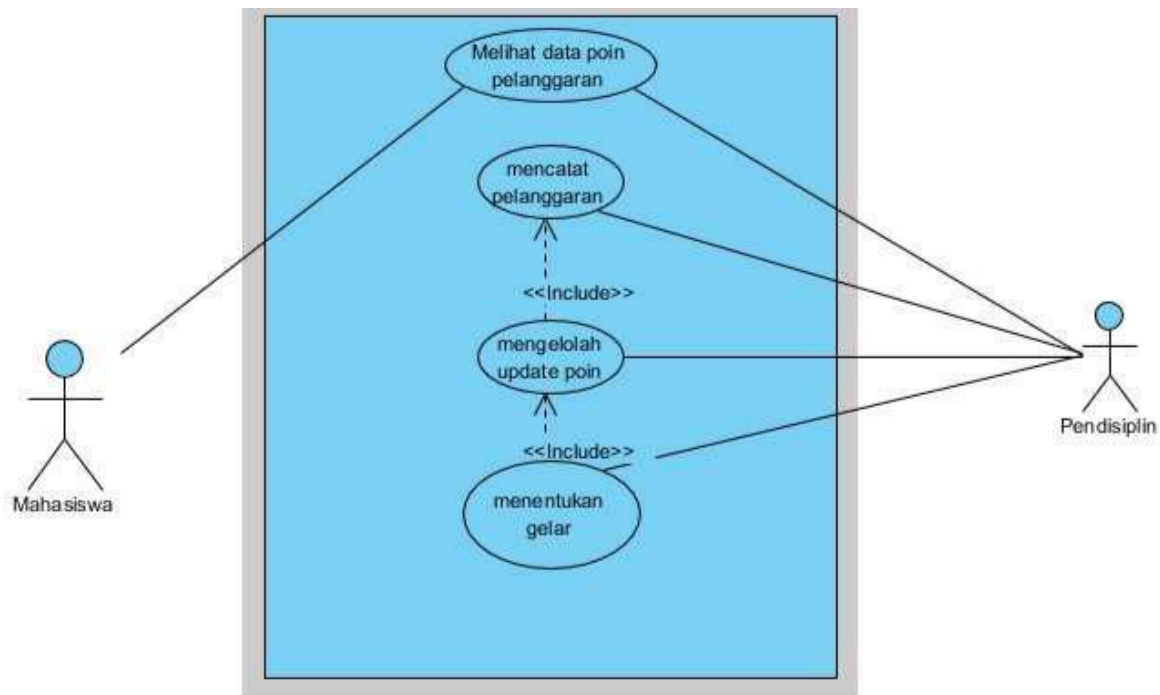 Melihat data poin
pelanggaran
mencatat
pelanggaran
<<Include>>
mengelolah
update poin
<<Include>>
menentukan
gelar
Mahasiswa
Pendisiplin